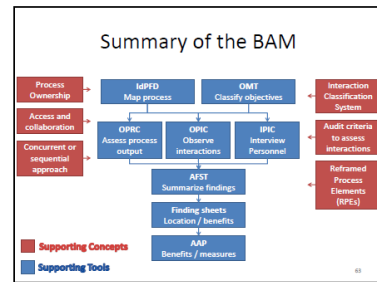 Summary of the BAM
Process
Ownership
IdPFD
Map process
OMT
Classify objectives
Interaction
Classification
System
Access and
collaboration
OPRC
Assess process
output
OPIC
Observe
interactions
IPIC
Interview
Personnel
Audit criteria to
assess
interactions
Concurrent or
sequential
approach
AFST
Summarize findings
Reframed
Process
Elements
(RPEs)
Finding sheets
Location / benefits
AAP
Benefits / measures
Supporting Concepts
Supporting Tools
63